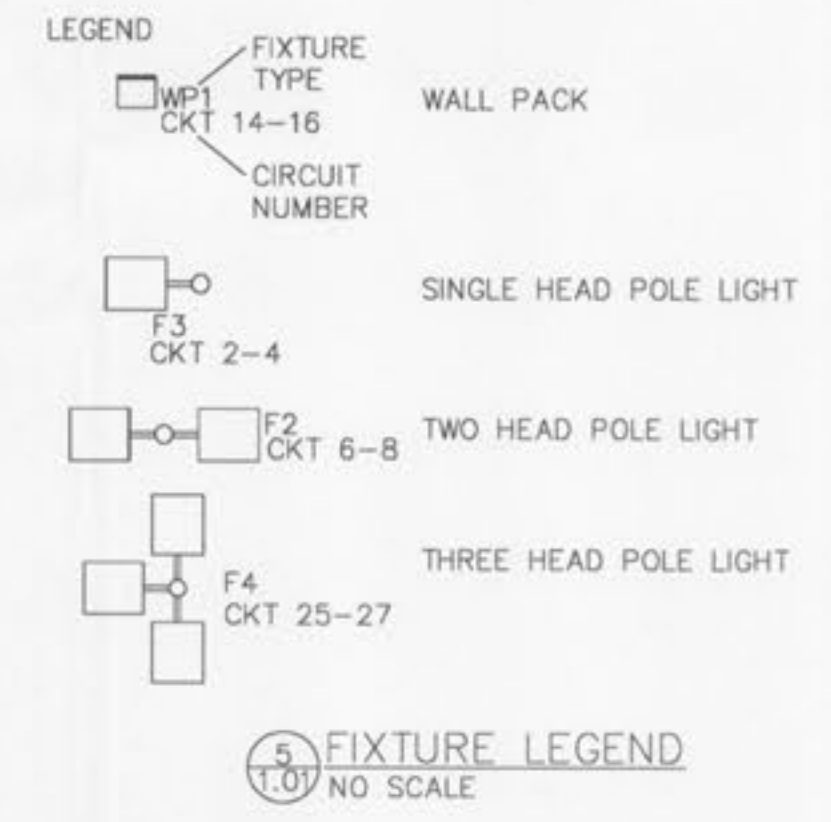 LEGEND
FIXTURE
TYPE
WP1
CKT 14-16
WALL PACK
CIRCUIT
NUMBER
SINGLE HEAD POLE LIGHT
F3
CKT 2-4
F2
CKT 6-8
TWO HEAD POLE LIGHT
THREE HEAD POLE LIGHT
F4
CKT 25-27
5
1.01
FIXTURE LEGEND
NO SCALE